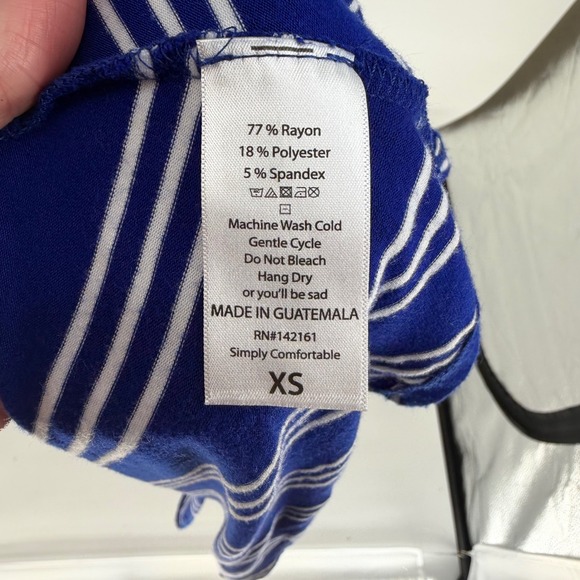 77 % Rayon
18 % Polyester
5 % Spandex
Machine Wash Cold
Gentle Cycle
Do Not Bleach
Hang Dry
or you'll be sad
MADE IN GUATEMALA
RN#142161
Simply Comfortable
XS